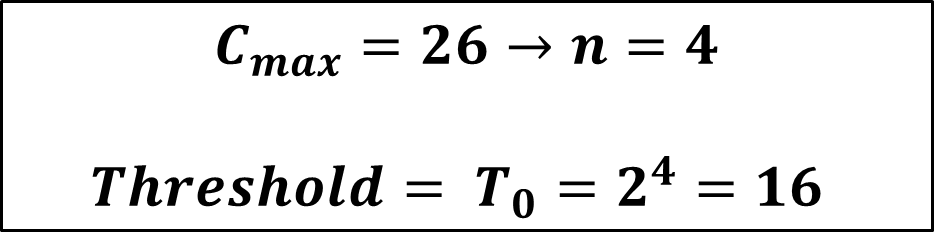 C_max = 26 → n = 4
Threshold = T_0 = 2^4 = 16